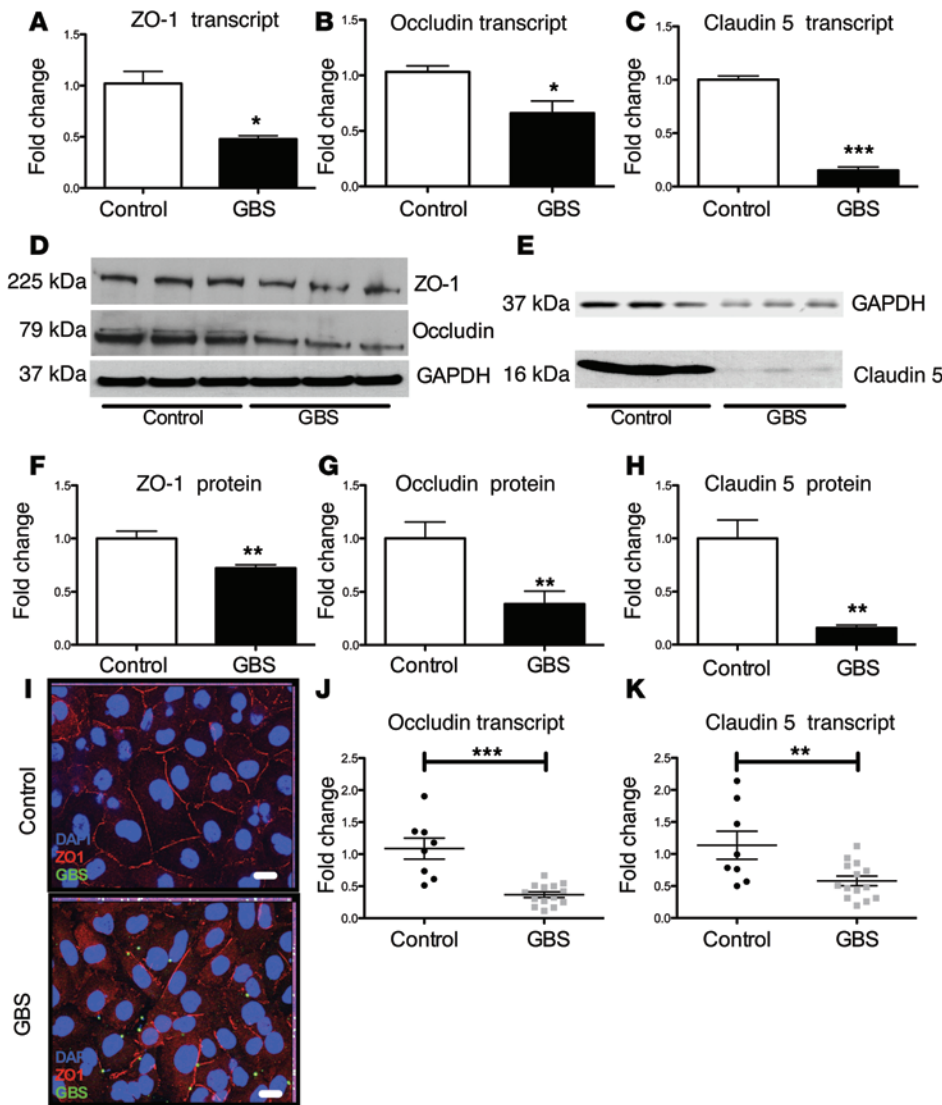 A
ZO-1 transcript
Fold change
1.5
1.0
0.5
0.0
*
Control
GBS
B
Occludin transcript
Fold change
1.5
1.0
0.5
0.0
*
Control
GBS
C
Claudin 5 transcript
Fold change
1.5
1.0
0.5
0.0
***
Control
GBS
D
225 kDa
ZO-1
79 kDa
Occludin
37 kDa
GAPDH
Control
GBS
E
37 kDa
GAPDH
16 kDa
Claudin 5
Control
GBS
F
ZO-1 protein
Fold change
1.5
1.0
0.5
0.0
**
Control
GBS
G
Occludin protein
Fold change
1.5
1.0
0.5
0.0
**
Control
GBS
H
Claudin 5 protein
Fold change
1.5
1.0
0.5
0.0
**
Control
GBS
I
Control
DAPI
ZO1
GBS
GBS
DAPI
ZO1
GBS
J
Occludin transcript
Fold change
2.5
2.0
1.5
1.0
0.5
0.0
***
Control
GBS
K
Claudin 5 transcript
Fold change
2.5
2.0
1.5
1.0
0.5
0.0
**
Control
GBS